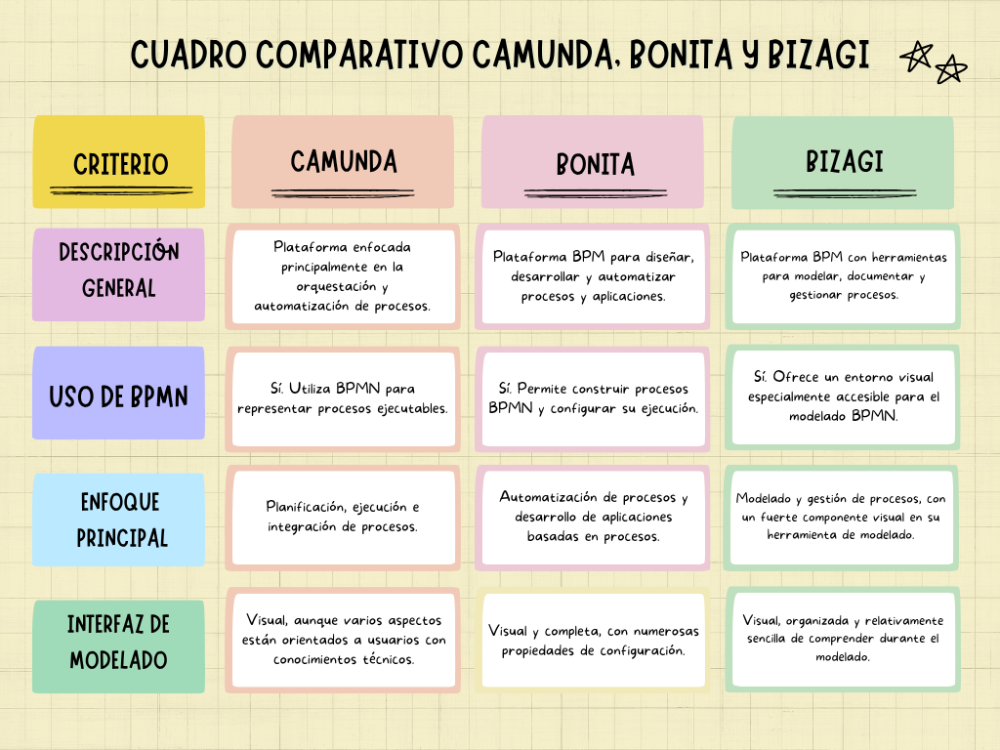 CUADRO COMPARATIVO CAMUNDA, BONITA Y BIZAGI
CRITERIO
CAMUNDA
BONITA
BIZAGI
DESCRIPCIÓN
GENERAL
Plataforma enfocada
principalmente en la
orquestación y
automatización de procesos.
Plataforma BPM para diseñar,
desarrollar y automatizar
procesos y aplicaciones.
Plataforma BPM con herramientas
para modelar, documentar y
gestionar procesos.
USO DE BPMN
Sí. Utiliza BPMN para
representar procesos ejecutables.
Sí. Permite construir procesos
BPMN y configurar su ejecución.
Sí. Ofrece un entorno visual
especialmente accesible para el
modelado BPMN.
ENFOQUE
PRINCIPAL
Planificación, ejecución e
integración de procesos.
Automatización de procesos y
desarrollo de aplicaciones
basadas en procesos.
Modelado y gestión de procesos, con
un fuerte componente visual en su
herramienta de modelado.
INTERFAZ DE
MODELADO
Visual, aunque varios aspectos
están orientados a usuarios con
conocimientos técnicos.
Visual y completa, con numerosas
propiedades de configuración.
Visual, organizada y relativamente
sencilla de comprender durante el
modelado.